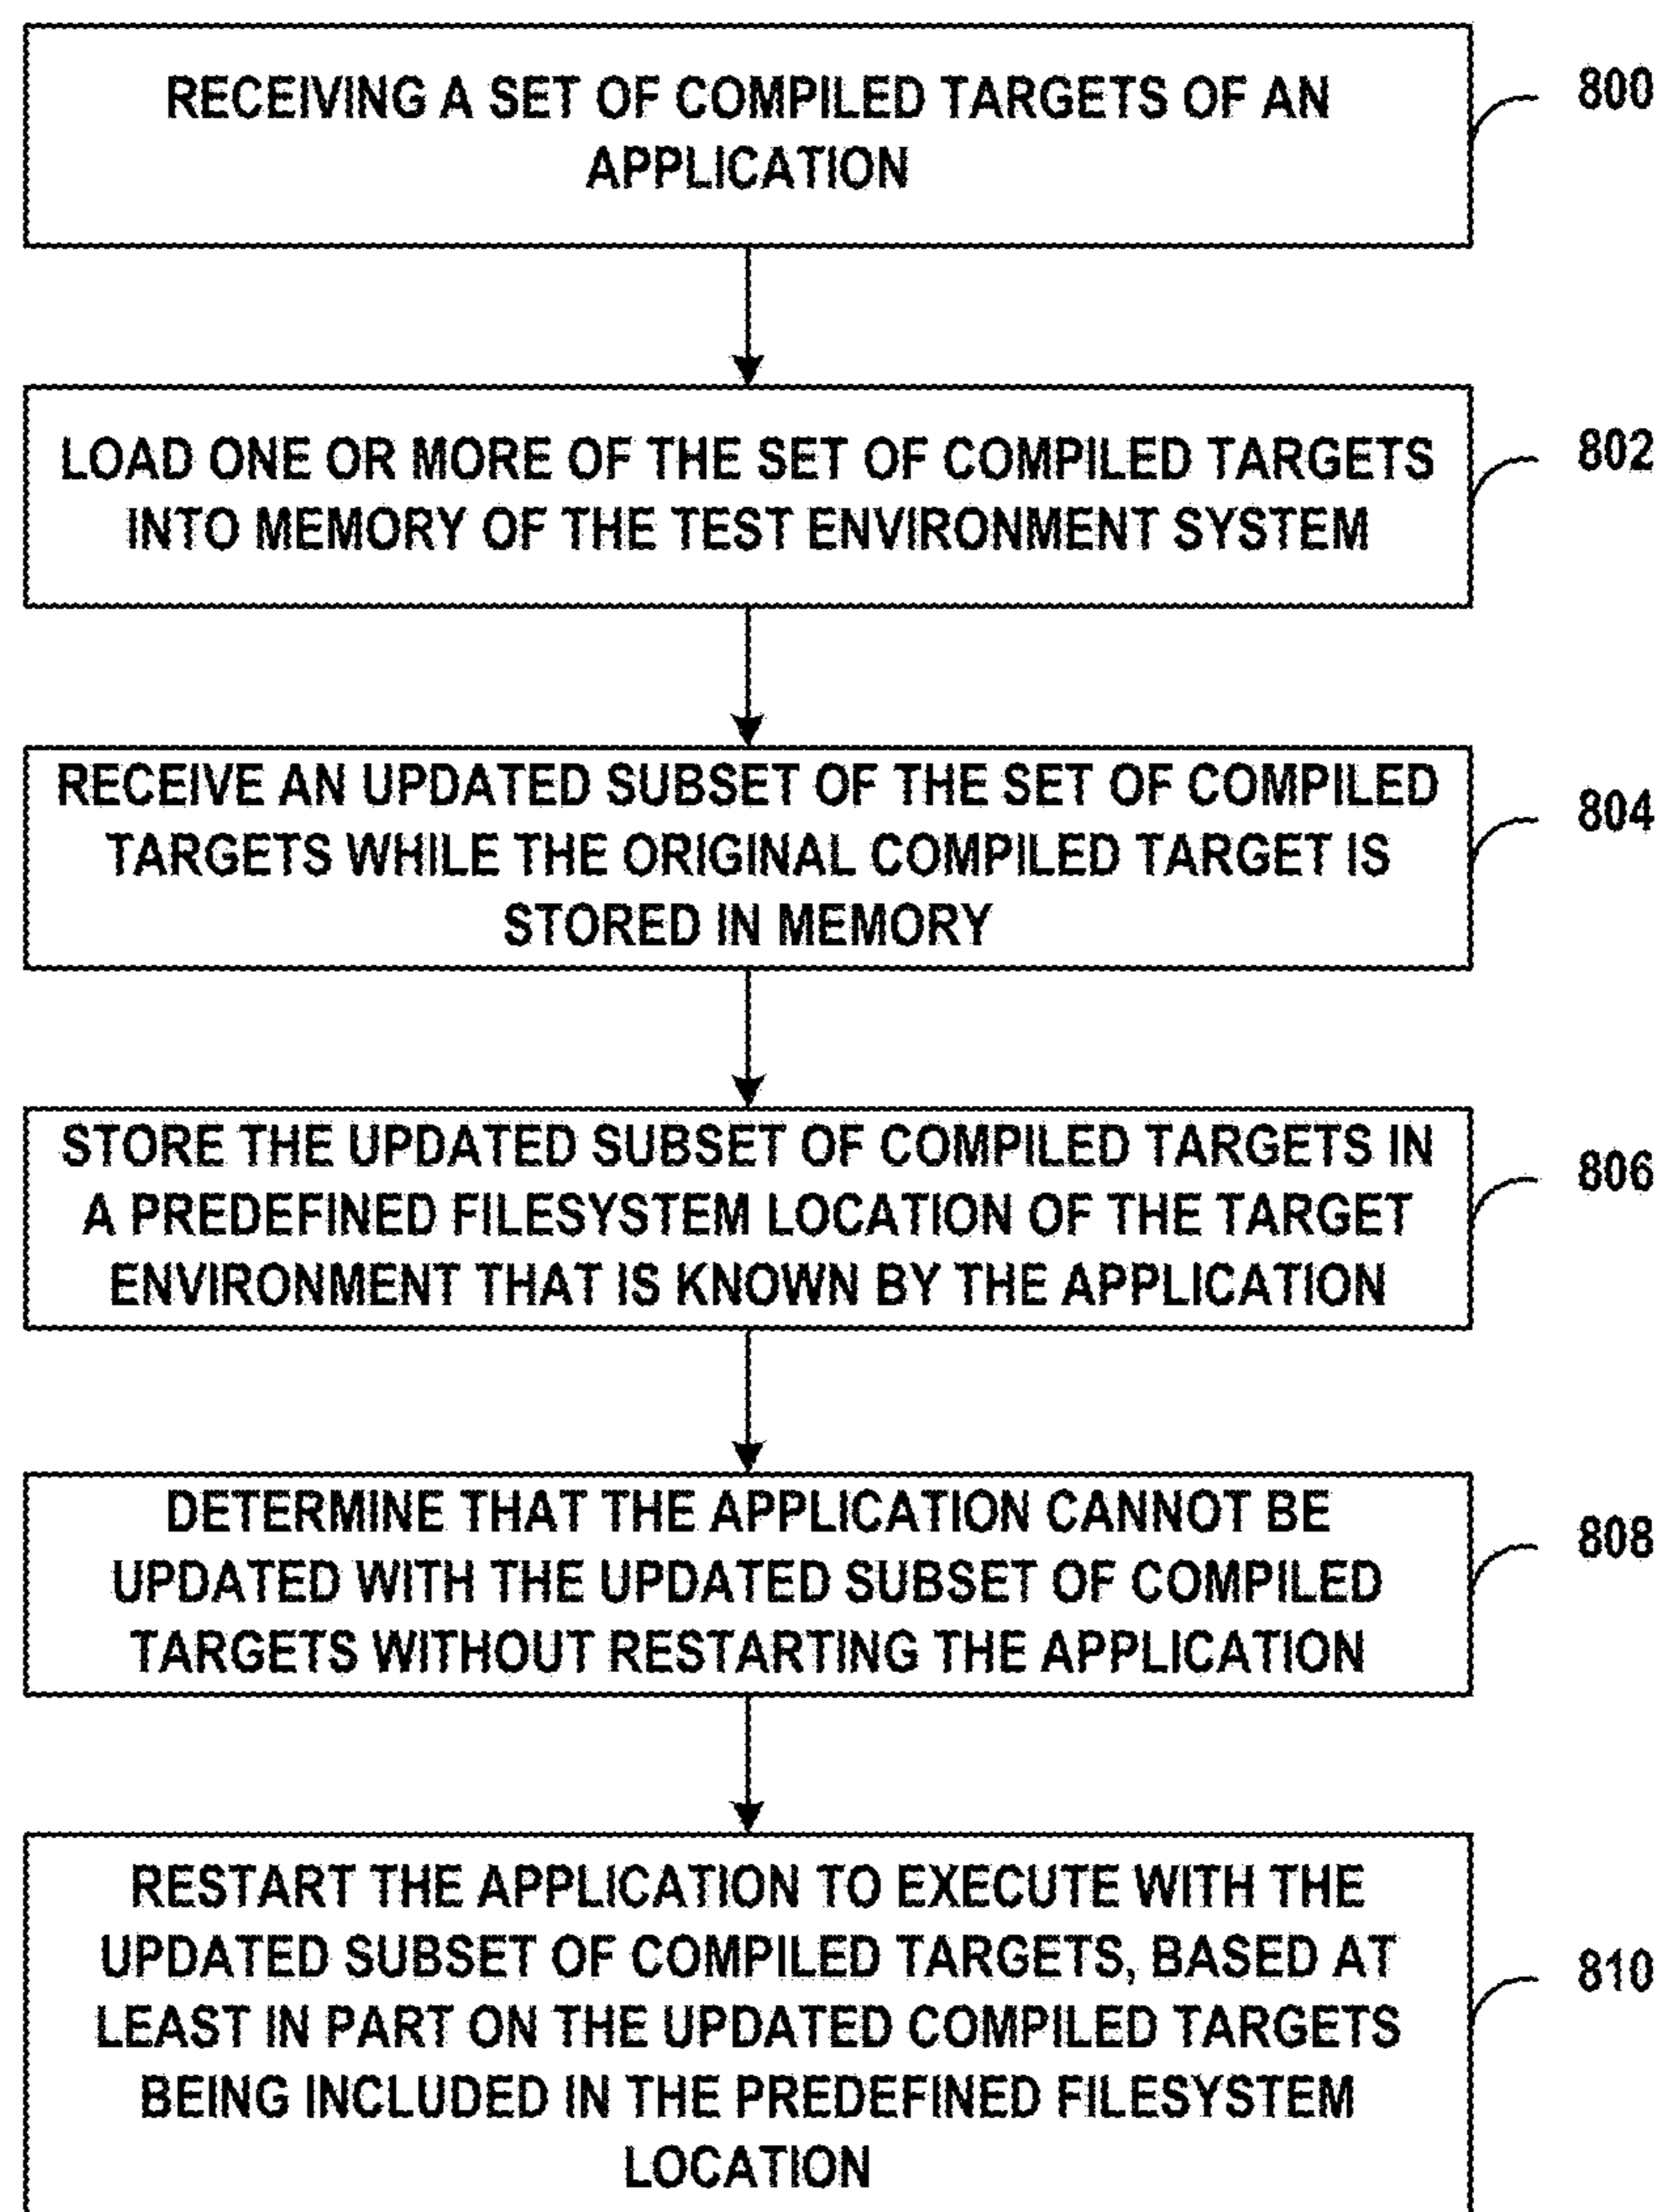 RECEIVING A SET OF COMPILED TARGETS OF AN
APPLICATION
800
LOAD ONE OR MORE OF THE SET OF COMPILED TARGETS
INTO MEMORY OF THE TEST ENVIRONMENT SYSTEM
802
RECEIVE AN UPDATED SUBSET OF THE SET OF COMPILED
TARGETS WHILE THE ORIGINAL COMPILED TARGET IS
STORED IN MEMORY
804
STORE THE UPDATED SUBSET OF COMPILED TARGETS IN
A PREDEFINED FILESYSTEM LOCATION OF THE TARGET
ENVIRONMENT THAT IS KNOWN BY THE APPLICATION
806
DETERMINE THAT THE APPLICATION CANNOT BE
UPDATED WITH THE UPDATED SUBSET OF COMPILED
TARGETS WITHOUT RESTARTING THE APPLICATION
808
RESTART THE APPLICATION TO EXECUTE WITH THE
UPDATED SUBSET OF COMPILED TARGETS, BASED AT
LEAST IN PART ON THE UPDATED COMPILED TARGETS
BEING INCLUDED IN THE PREDEFINED FILESYSTEM
LOCATION
810